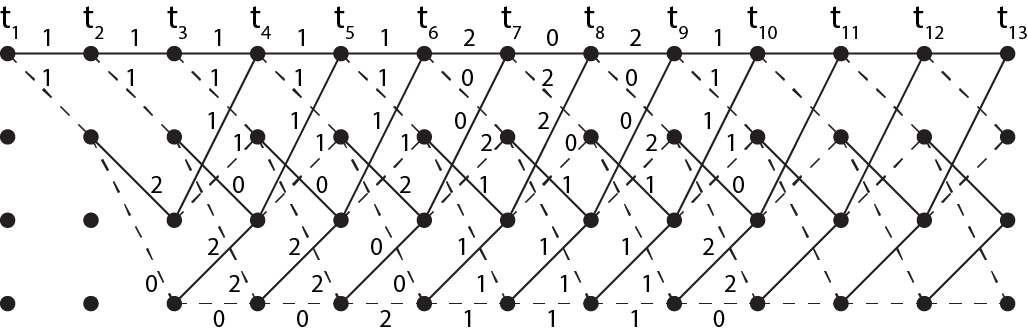 t1 t2 t3 t4 t5 t6 t7 t8 t9 t10 t11 t12 t13
1 1 1 1 1 2 0 2 1
1 1 1 1 1 0 2 0 1
1 1 1 0 2 0 1
1 1 1 2 0 2 1
2 0 0 2 1 1 1 0
2 2 0 1 1 1 2
0 2 2 0 1 1 1 2
0 0 2 1 1 1 0